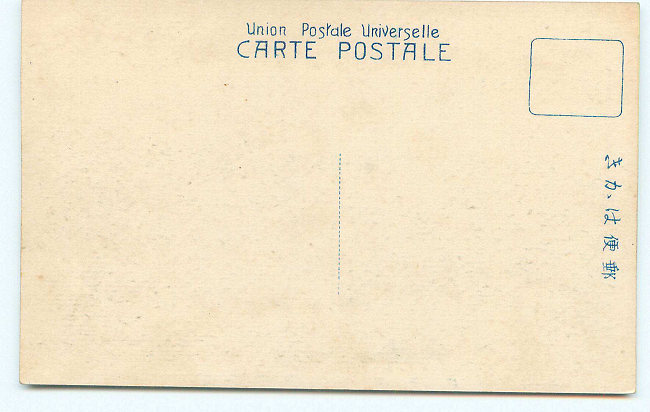 Union Postale Universelle
CARTE POSTALE
郵便はがき